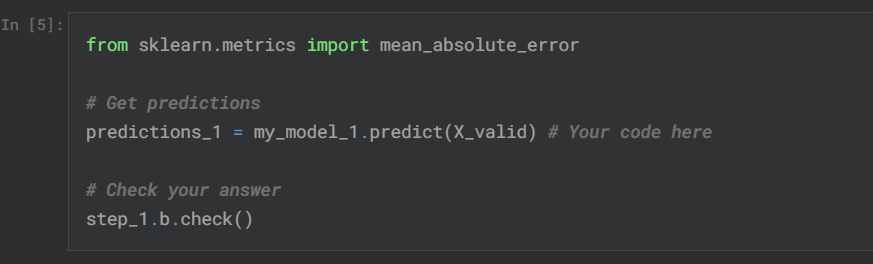 In [5]:
from sklearn.metrics import mean_absolute_error
# Get predictions
predictions_1 = my_model_1.predict(X_valid) # Your code here
# Check your answer
step_1.b.check()